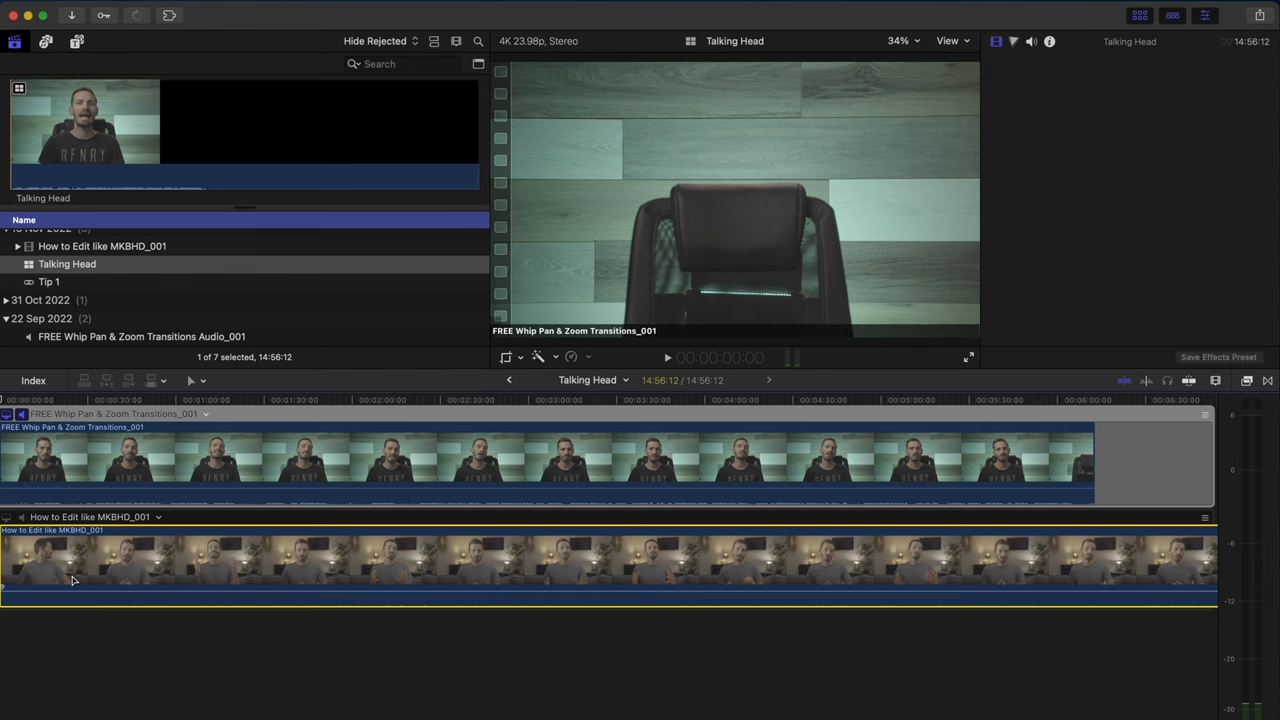 Hide Rejected
4K 23.98p, Stereo
Talking Head
34%
View
Talking Head
14:56:12
Search
HENRY
Talking Head
Name
How to Edit like MKBHD_001
Talking Head
Tip 1
31 Oct 2022 (1)
22 Sep 2022 (2)
FREE Whip Pan & Zoom Transitions Audio_001
1 of 7 selected, 14:56:12
FREE Whip Pan & Zoom Transitions_001
00:00:00:00
Save Effects Preset
Index
Talking Head
14:56:12 / 14:56:12
00:00:00:00 00:00:30:00 00:01:00:00 00:01:30:00 00:02:00:00 00:02:30:00 00:03:00:00 00:03:30:00 00:04:00:00 00:04:30:00 00:05:00:00 00:05:30:00 00:06:00:00 00:06:30:00
FREE Whip Pan & Zoom Transitions_001
FREE Whip Pan & Zoom Transitions_001
How to Edit like MKBHD_001
How to Edit like MKBHD_001
6
0
-6
-12
-20
-30